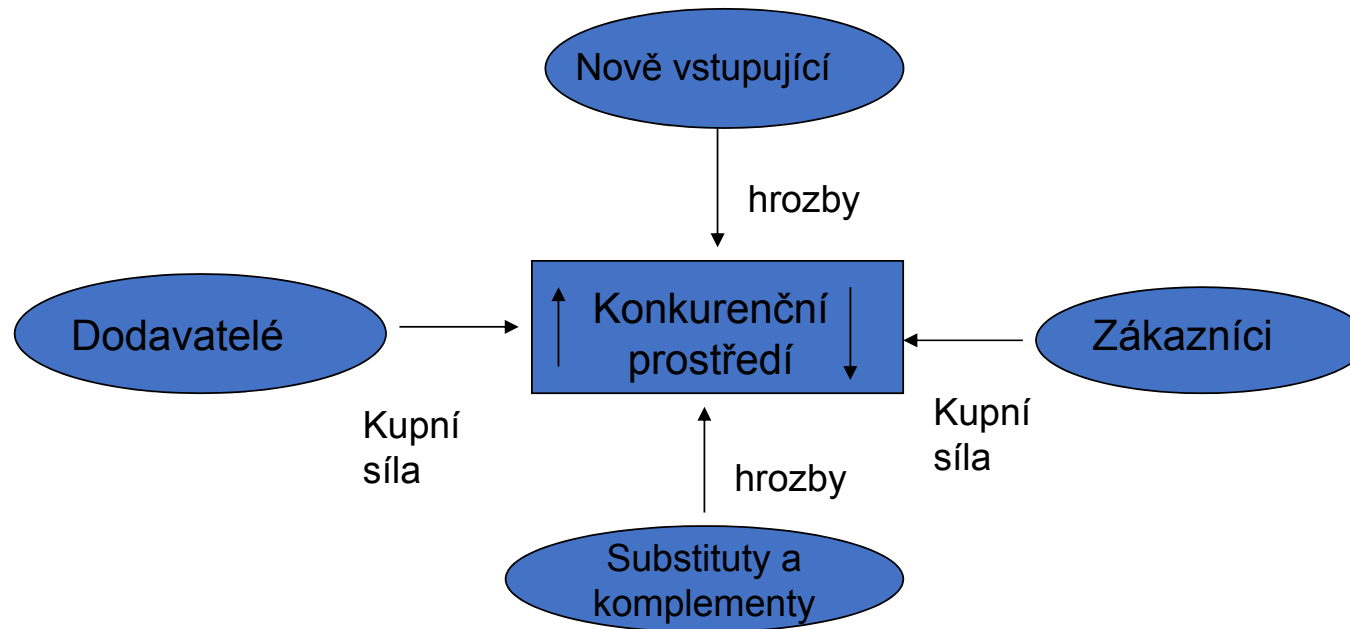 Nově vstupující
hrozby
Dodavatelé
Konkurenční
prostředí
Zákazníci
Kupní
síla
Kupní
síla
hrozby
Substituty a
komplementy